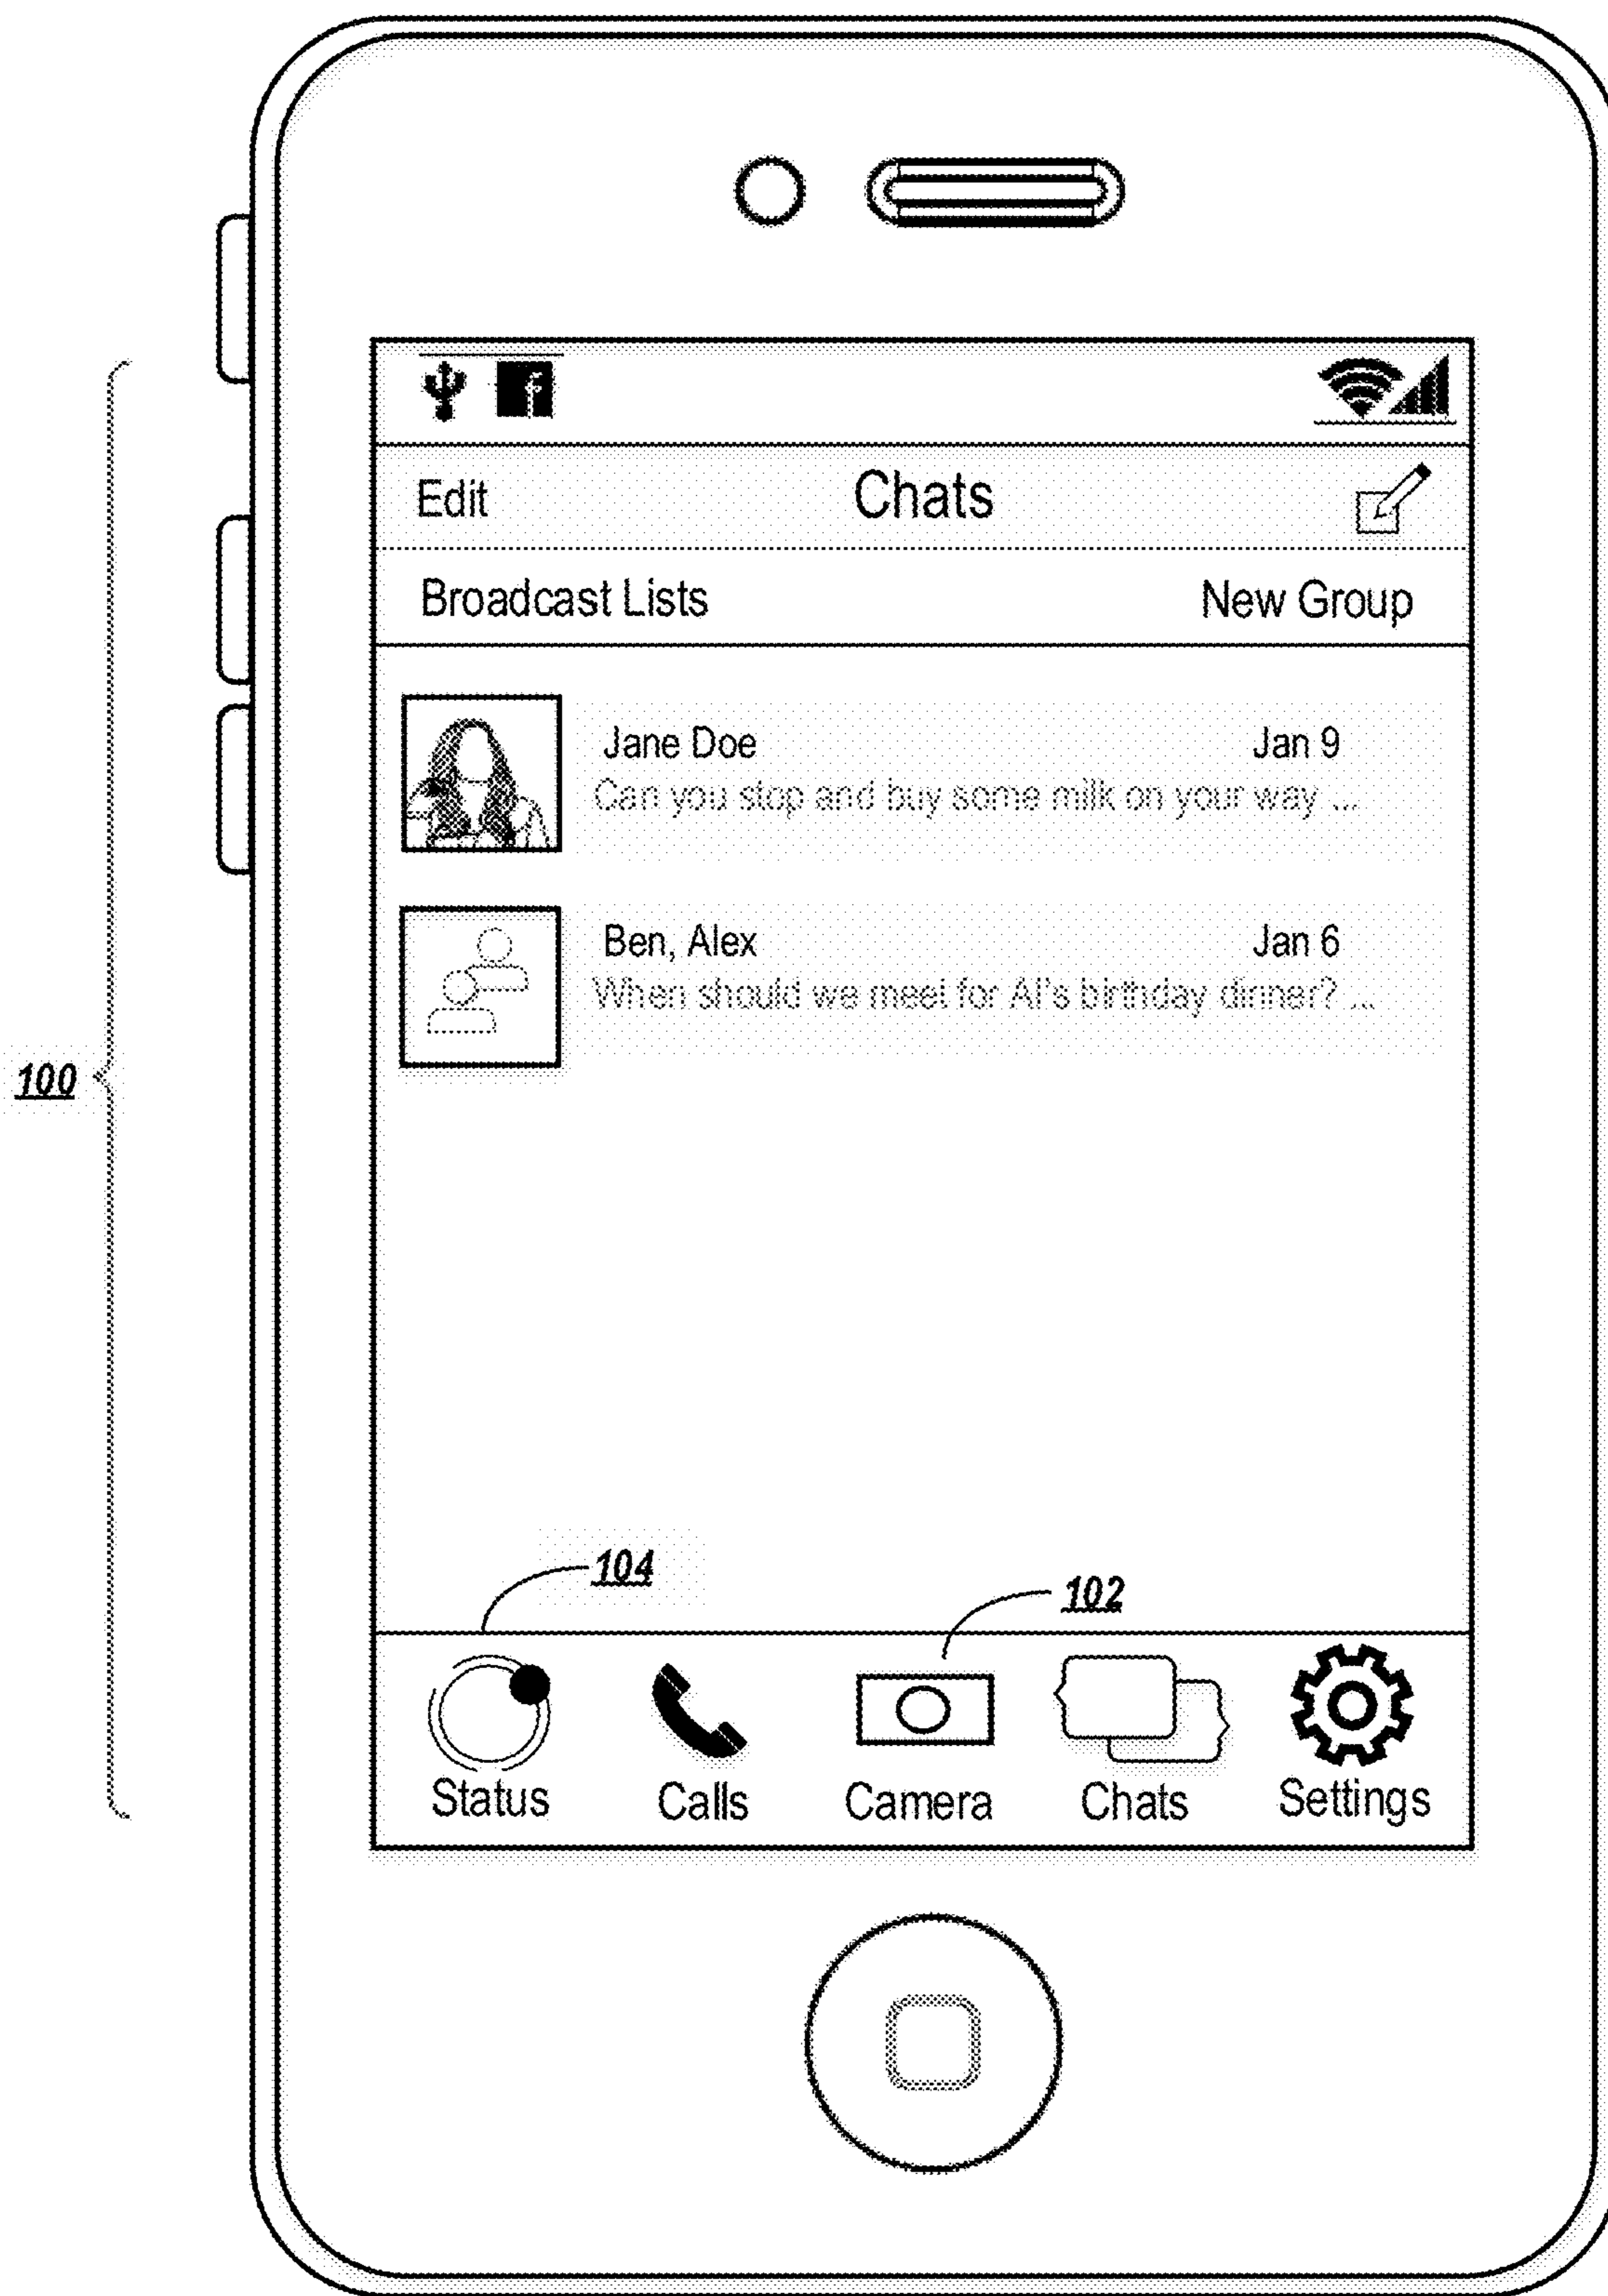 f
Edit Chats
Broadcast Lists New Group
Jane Doe Jan 9
Can you stop and buy some milk on your way ...
Ben, Alex Jan 6
When should we meet for Al's birthday dinner? ...
100
104
102
Status Calls Camera Chats Settings